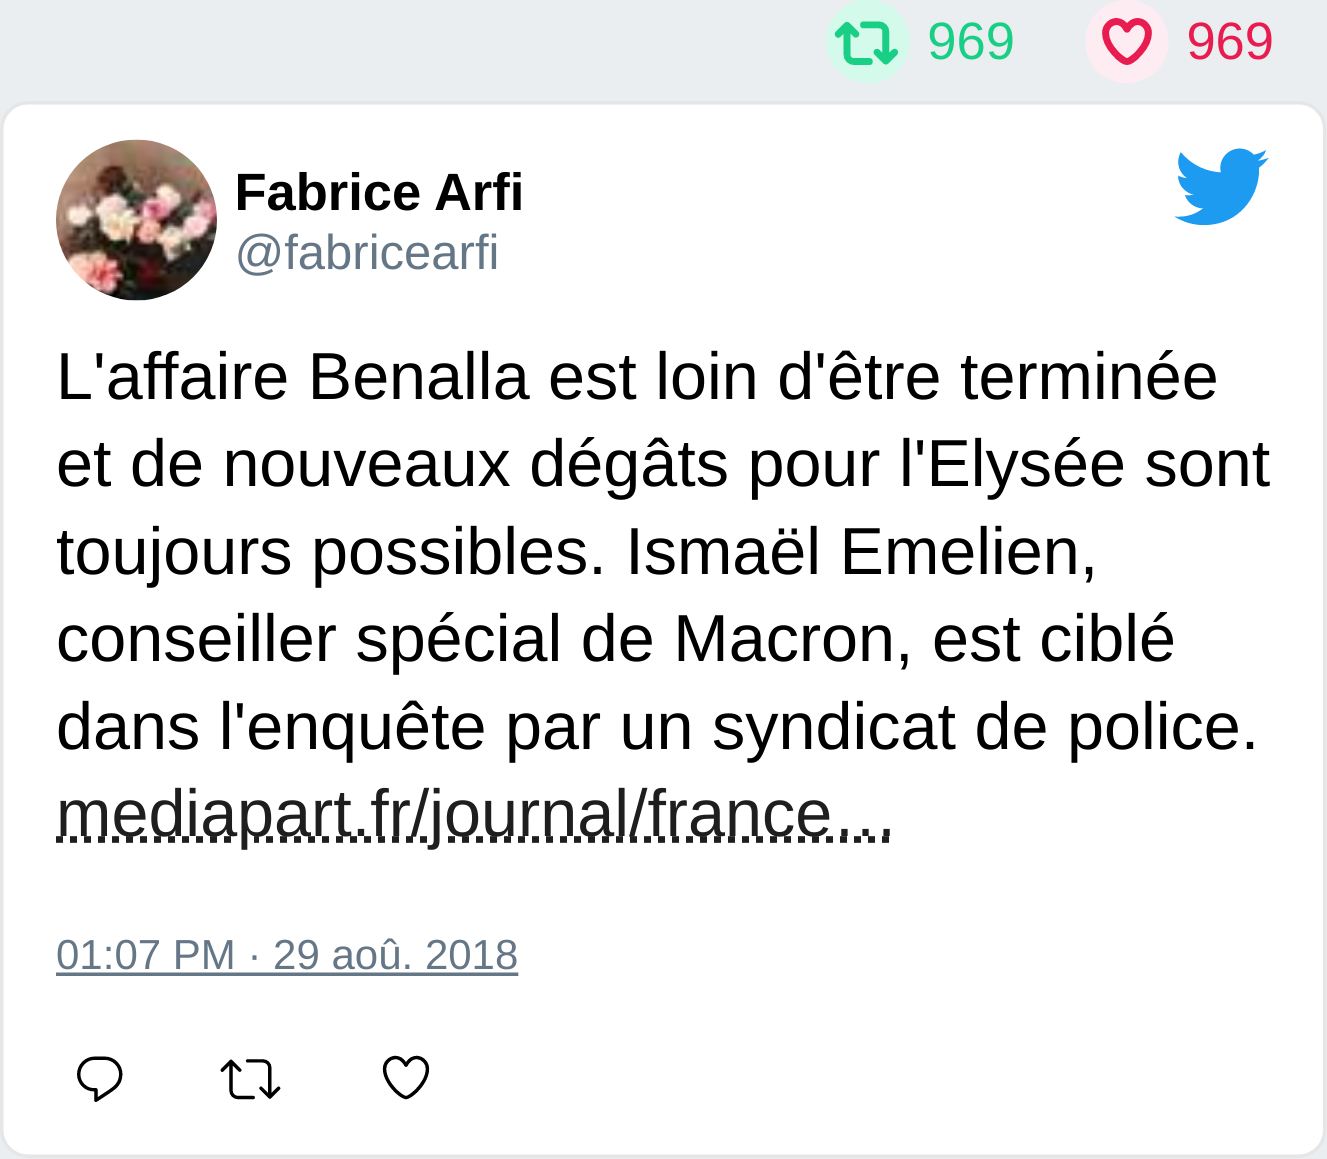 969 969
Fabrice Arfi
@fabricearfi
L'affaire Benalla est loin d'être terminée
et de nouveaux dégâts pour l'Elysée sont
toujours possibles. Ismaël Emelien,
conseiller spécial de Macron, est ciblé
dans l'enquête par un syndicat de police.
mediapart.fr/journal/france...
01:07 PM · 29 aoû. 2018